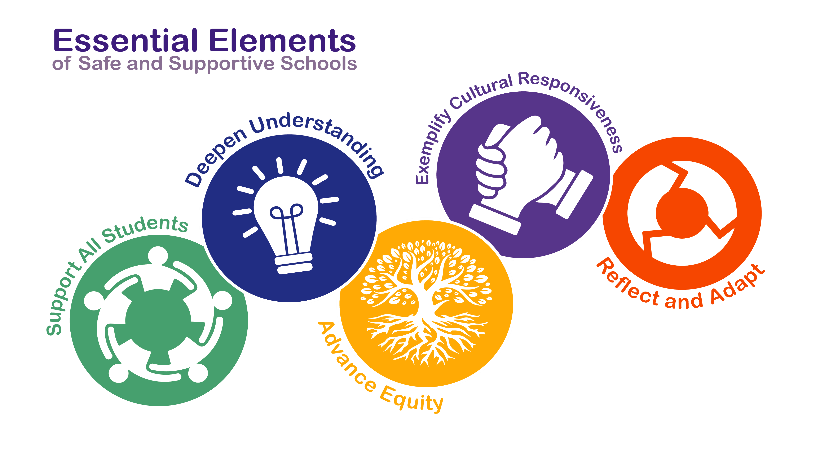 Essential Elements
of Safe and Supportive Schools
Support All Students
Deepen Understanding
Advance Equity
Exemplify Cultural Responsiveness
Reflect and Adapt